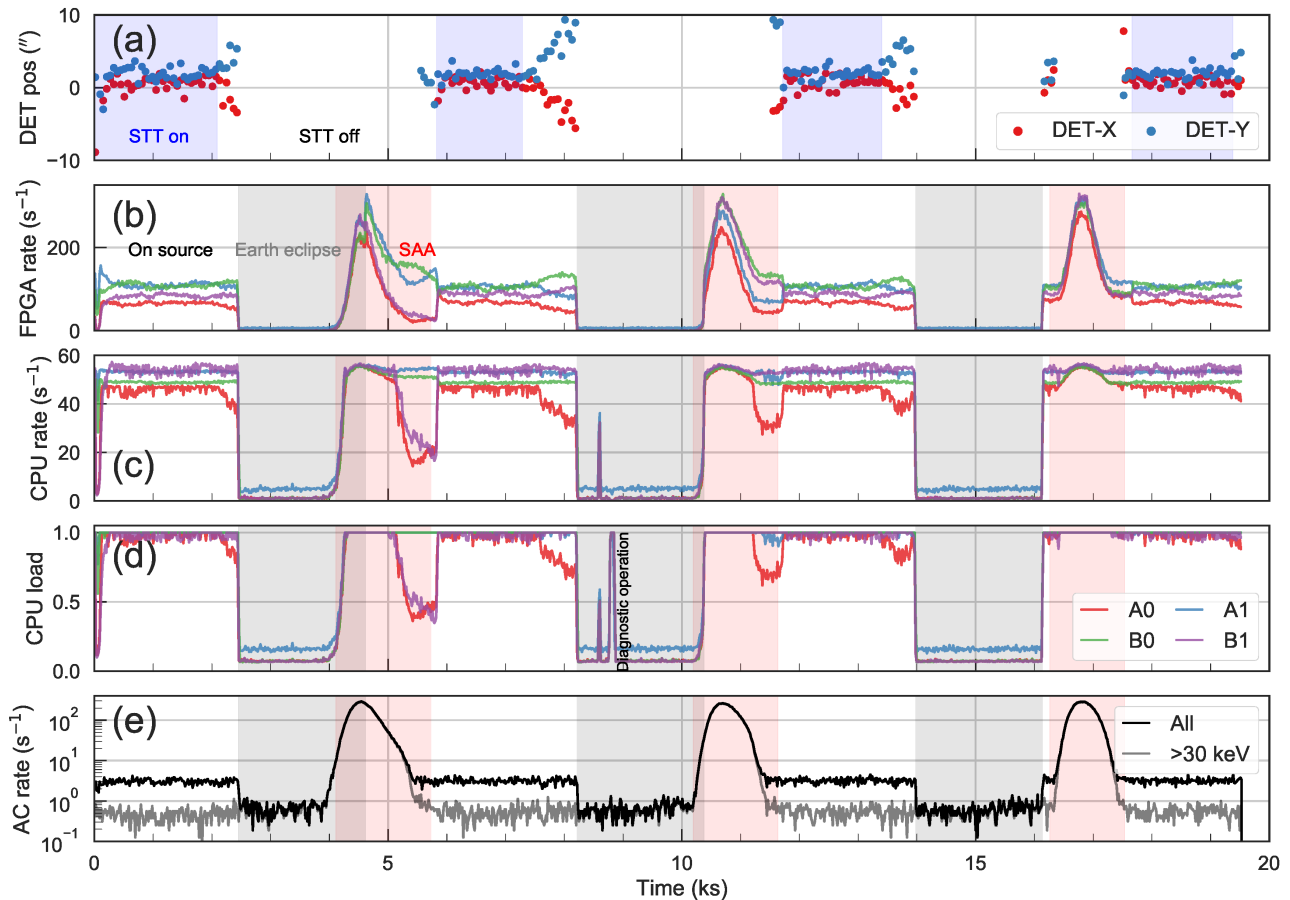 (a)
DET pos (″)
10
0
−10
STT on
STT off
DET-X
DET-Y
(b)
FPGA rate (s⁻¹)
200
0
On source
Earth eclipse
SAA
(c)
CPU rate (s⁻¹)
60
40
20
0
(d)
CPU load
1.0
0.5
0.0
Diagnostic operation
A0
A1
B0
B1
(e)
AC rate (s⁻¹)
10²
10¹
10⁰
10⁻¹
All
>30 keV
0
5
10
15
20
Time (ks)